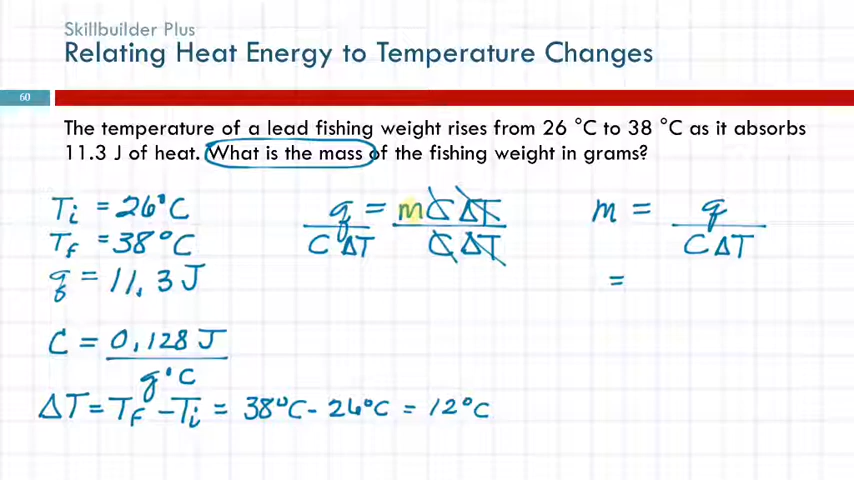 Skillbuilder Plus
Relating Heat Energy to Temperature Changes
60
The temperature of a lead fishing weight rises from 26 °C to 38 °C as it absorbs
11.3 J of heat. What is the mass of the fishing weight in grams?
Ti = 26°C
Tf = 38°C
q = 11,3 J
q = mCΔT
CΔT CΔT
m = q
CΔT
=
C = 0,128 J
g°C
ΔT = Tf - Ti = 38°C - 26°C = 12°C